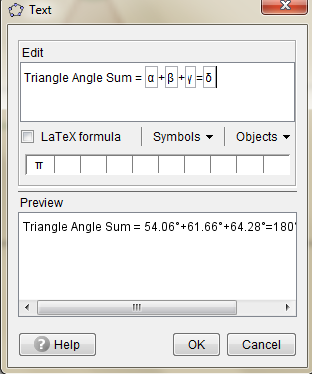 Text
Edit
Triangle Angle Sum = α+β+γ=δ
LaTeX formula Symbols Objects
π
Preview
Triangle Angle Sum = 54.06°+61.66°+64.28°=180°
Help OK Cancel